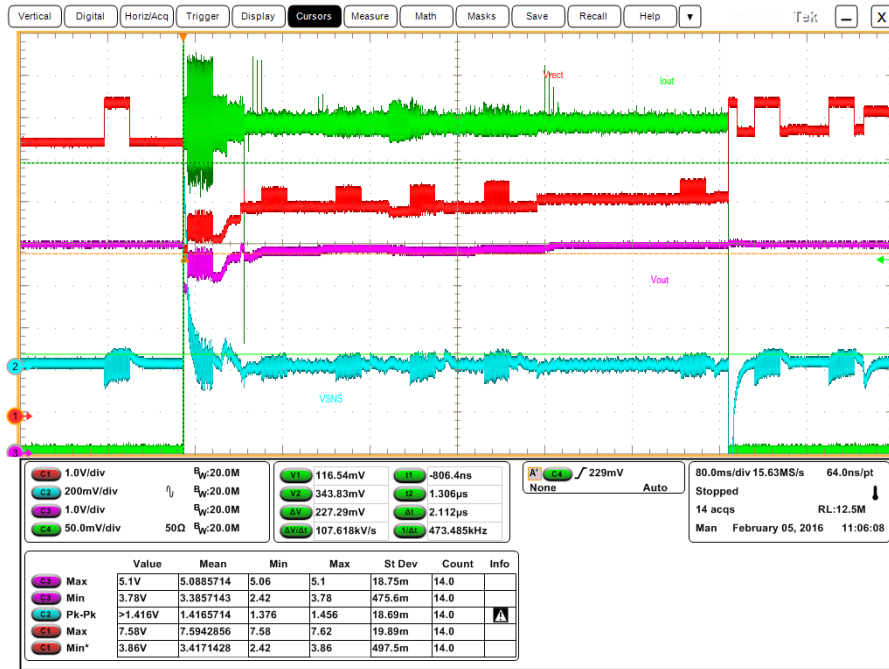 Vertical Digital Horiz/Acq Trigger Display Cursors Measure Math Masks Save Recall Help Tek X
Vrect Iout
Vout
VSNS
2
1
3
C1 1.0V/div BW:20.0M
C2 200mV/div BW:20.0M
C3 1.0V/div BW:20.0M
C4 50.0mV/div 50Ω BW:20.0M
V1 116.54mV t1 -806.4ns
V2 343.83mV t2 1.306µs
ΔV 227.29mV Δt 2.112µs
ΔV/Δt 107.618kV/s 1/Δt 473.485kHz
A' C4 229mV
None Auto
80.0ms/div 15.63MS/s 64.0ns/pt
Stopped
14 acqs RL:12.5M
Man February 05, 2016 11:06:08
Value Mean Min Max St Dev Count Info
C3 Max 5.1V 5.0885714 5.06 5.1 18.75m 14.0
C3 Min 3.78V 3.3857143 2.42 3.78 475.6m 14.0
C2 Pk-Pk >1.416V 1.4165714 1.376 1.456 18.69m 14.0
C1 Max 7.58V 7.5942856 7.58 7.62 19.89m 14.0
C1 Min* 3.86V 3.4171428 2.42 3.86 497.5m 14.0